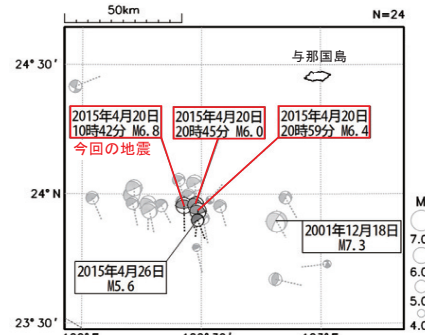 50km
N=24
24°30′
与那国島
2015年4月20日
10時42分 M6.8
2015年4月20日
20時45分 M6.0
2015年4月20日
20時59分 M6.4
今回の地震
24°N
2001年12月18日
M7.3
2015年4月26日
M5.6
23°30′
M
7.0
6.0
5.0
4.0